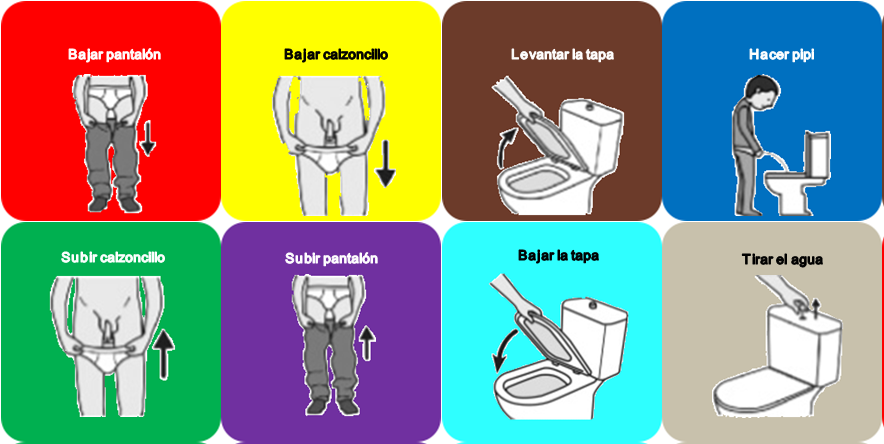 Bajar pantalón
Bajar calzoncillo
Levantar la tapa
Hacer pipi
Subir calzoncillo
Subir pantalón
Bajar la tapa
Tirar el agua